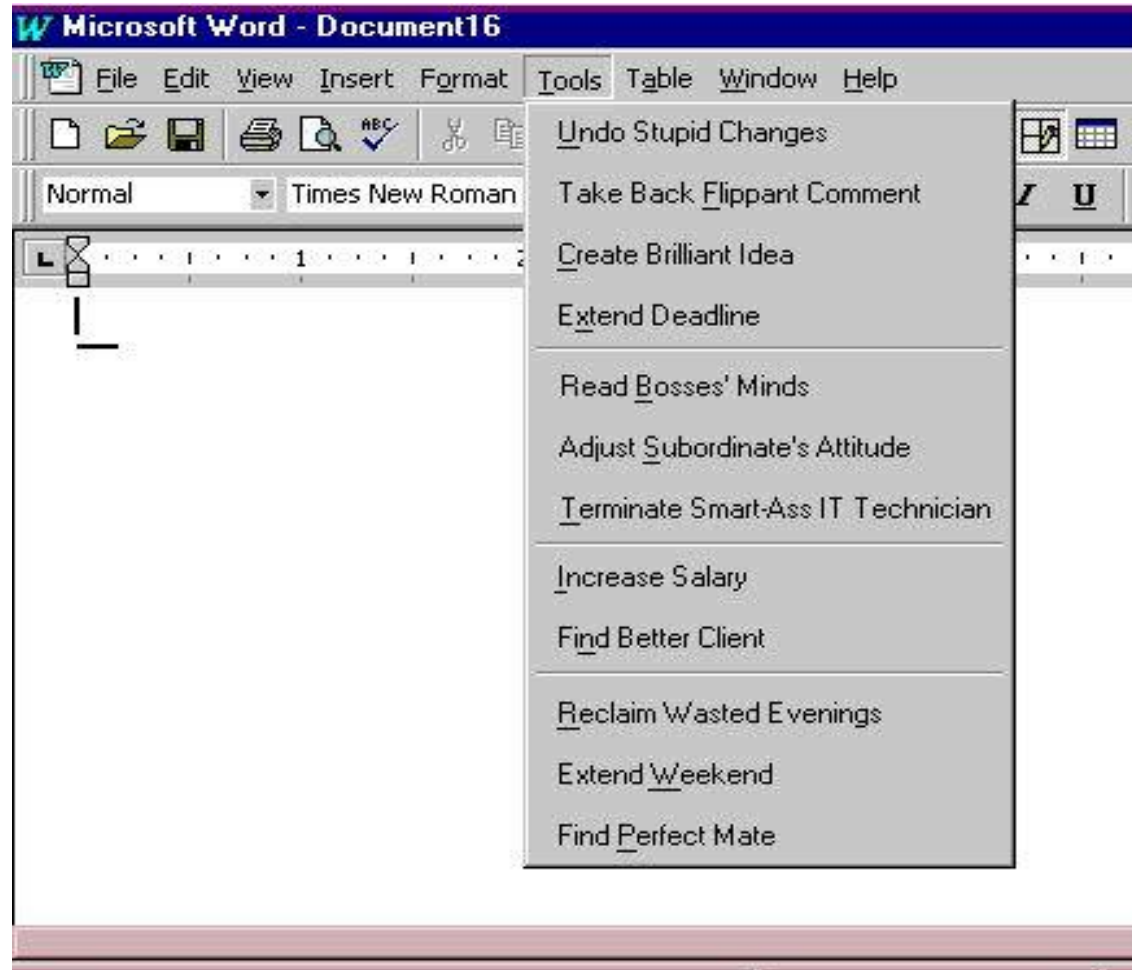 Microsoft Word - Document16
File Edit View Insert Format Tools Table Window Help
ABC
Normal Times New Roman I U
1
Undo Stupid Changes
Take Back Flippant Comment
Create Brilliant Idea
Extend Deadline
Read Bosses' Minds
Adjust Subordinate's Attitude
Terminate Smart-Ass IT Technician
Increase Salary
Find Better Client
Reclaim Wasted Evenings
Extend Weekend
Find Perfect Mate